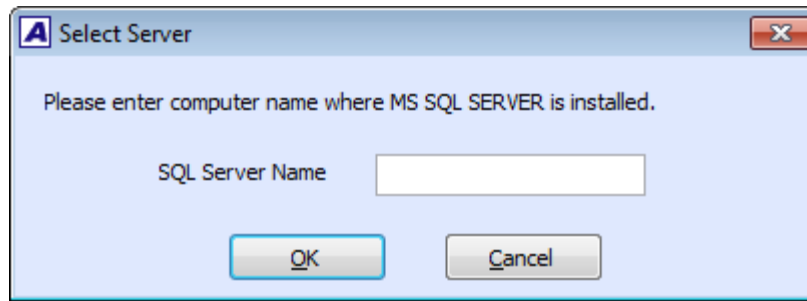 A Select Server
Please enter computer name where MS SQL SERVER is installed.
SQL Server Name
OK Cancel